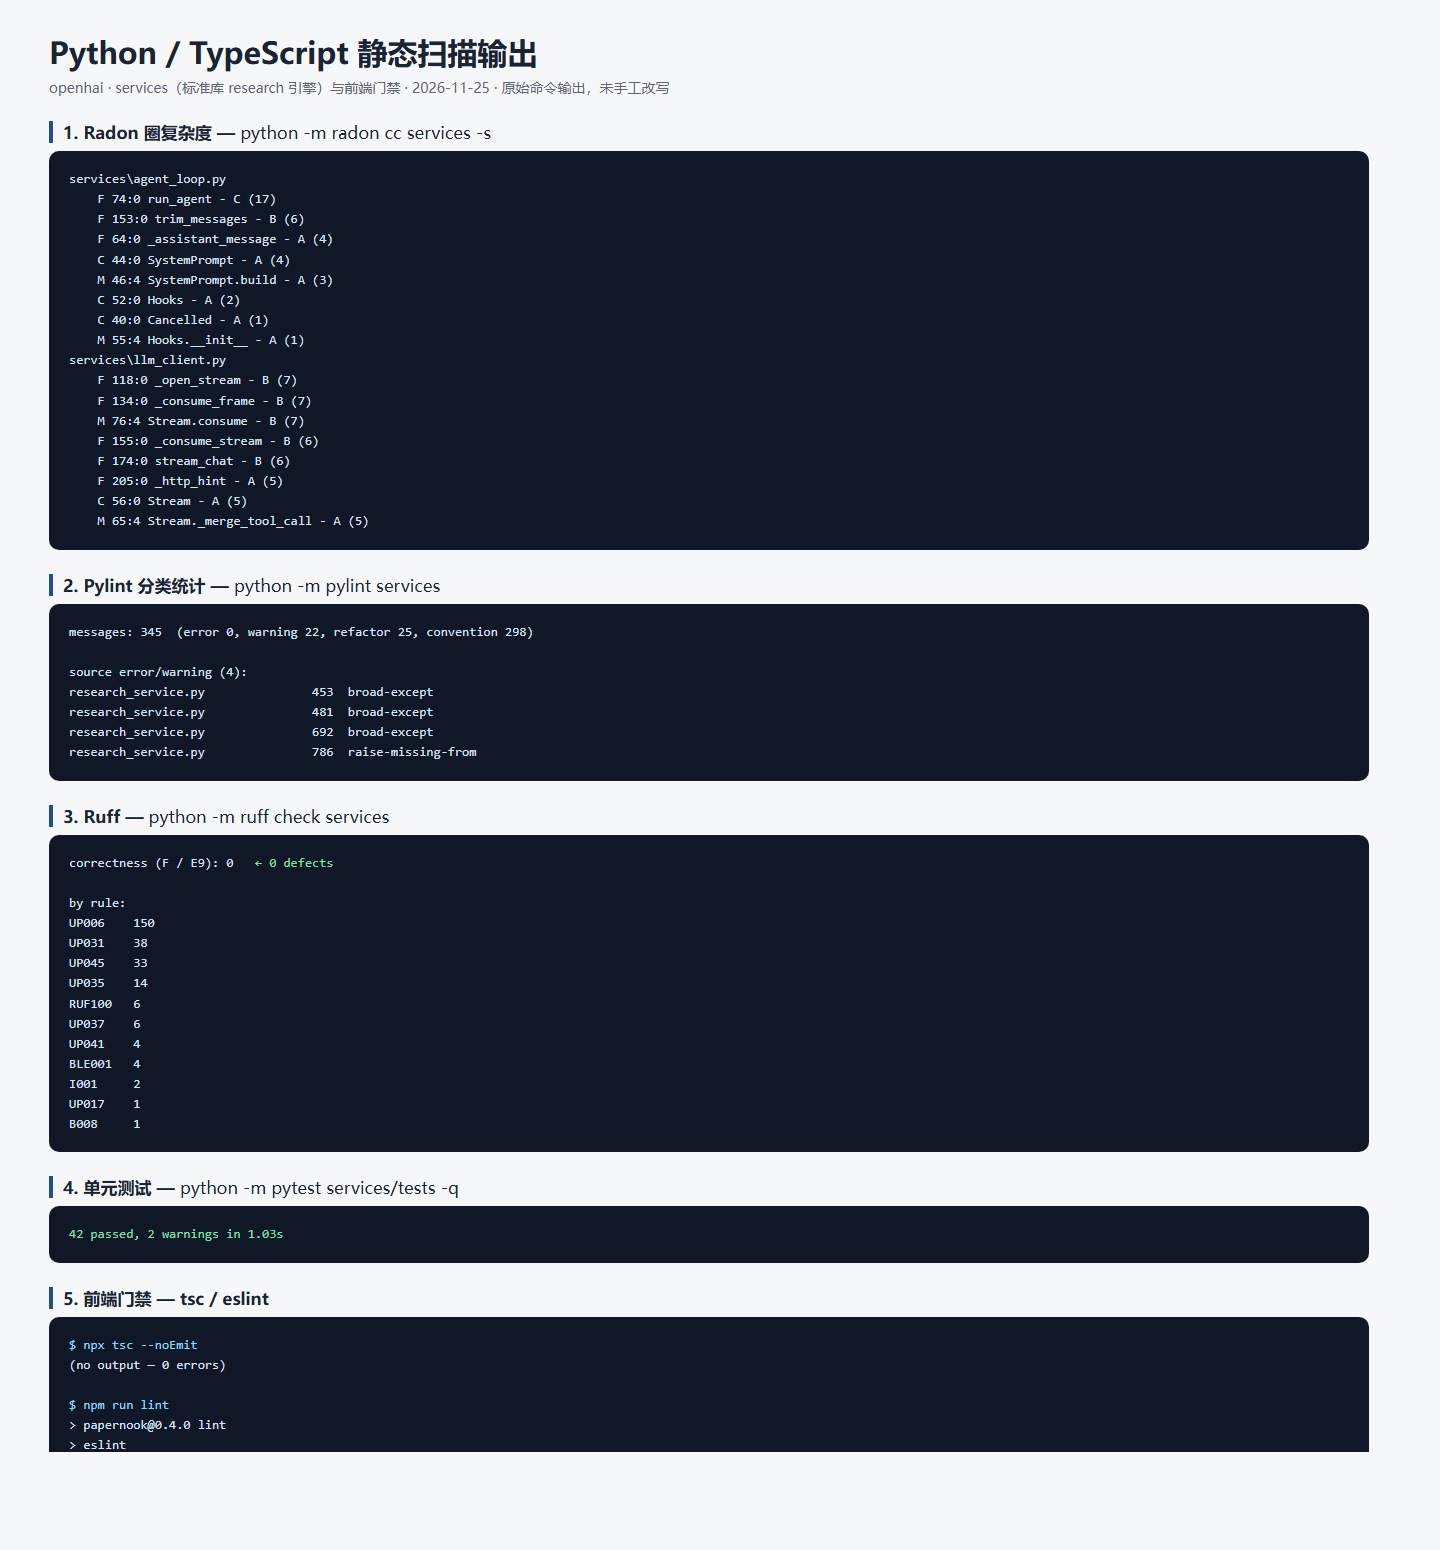 Python / TypeScript 静态扫描输出
openhai · services（标准库 research 引擎）与前端门禁 · 2026-11-25 · 原始命令输出，未手工改写
1. Radon 圈复杂度 — python -m radon cc services -s
services\agent_loop.py
    F 74:0 run_agent - C (17)
    F 153:0 trim_messages - B (6)
    F 64:0 _assistant_message - A (4)
    C 44:0 SystemPrompt - A (4)
    M 46:4 SystemPrompt.build - A (3)
    C 52:0 Hooks - A (2)
    C 40:0 Cancelled - A (1)
    M 55:4 Hooks.__init__ - A (1)
services\llm_client.py
    F 118:0 _open_stream - B (7)
    F 134:0 _consume_frame - B (7)
    M 76:4 Stream.consume - B (7)
    F 155:0 _consume_stream - B (6)
    F 174:0 stream_chat - B (6)
    F 205:0 _http_hint - A (5)
    C 56:0 Stream - A (5)
    M 65:4 Stream._merge_tool_call - A (5)
2. Pylint 分类统计 — python -m pylint services
messages: 345  (error 0, warning 22, refactor 25, convention 298)
source error/warning (4):
research_service.py               453  broad-except
research_service.py               481  broad-except
research_service.py               692  broad-except
research_service.py               786  raise-missing-from
3. Ruff — python -m ruff check services
correctness (F / E9): 0   ← 0 defects
by rule:
UP006    150
UP031    38
UP045    33
UP035    14
RUF100   6
UP037    6
UP041    4
BLE001   4
I001     2
UP017    1
B008     1
4. 单元测试 — python -m pytest services/tests -q
42 passed, 2 warnings in 1.03s
5. 前端门禁 — tsc / eslint
$ npx tsc --noEmit
(no output — 0 errors)
$ npm run lint
> papernook@0.4.0 lint
> eslint